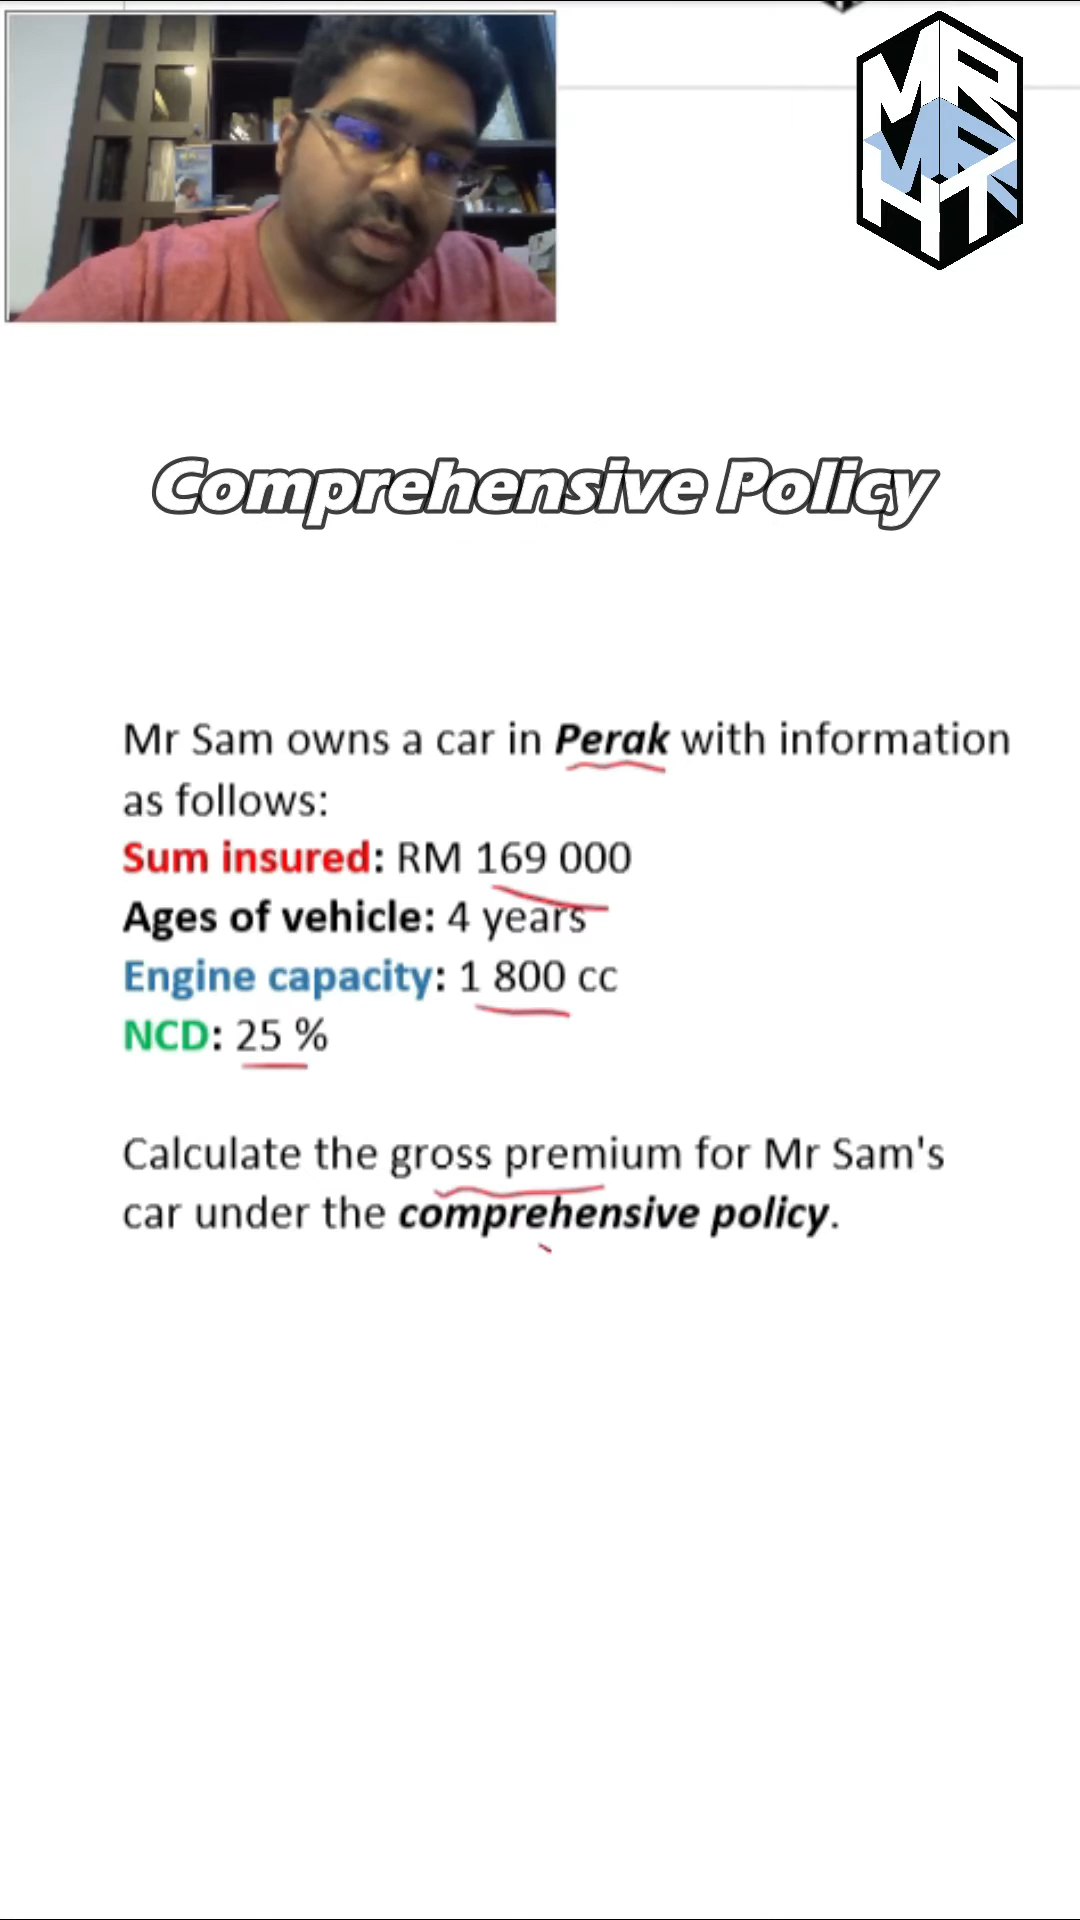 MR
HT
Comprehensive Policy
Mr Sam owns a car in Perak with information
as follows:
Sum insured: RM 169 000
Ages of vehicle: 4 years
Engine capacity: 1 800 cc
NCD: 25 %
Calculate the gross premium for Mr Sam's
car under the comprehensive policy.